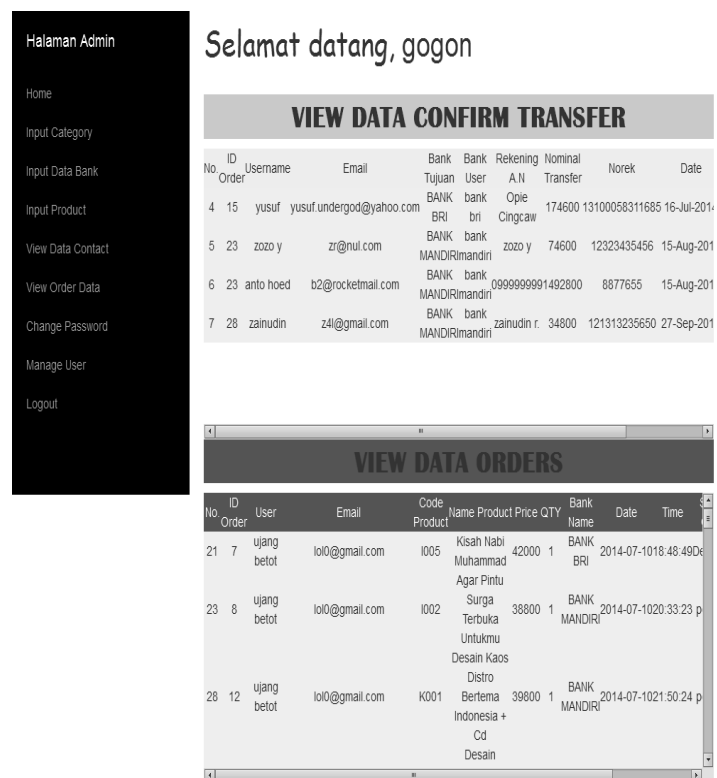 Halaman Admin
Home
Input Category
Input Data Bank
Input Product
View Data Contact
View Order Data
Change Password
Manage User
Logout
Selamat datang, gogon
VIEW DATA CONFIRM TRANSFER
No. ID Order Username Email Bank Tujuan Bank User Rekening A.N Nominal Transfer Norek Date
4 15 yusuf yusuf.undergod@yahoo.com BANK BRI bank bri Opie Cingcaw 174600 13100058311685 16-Jul-2014
5 23 zozo y zr@nul.com BANK MANDIRI bank mandiri zozo y 74600 12323435456 15-Aug-201
6 23 anto hoed b2@rocketmail.com BANK MANDIRI bank mandiri 0999999991492800 8877655 15-Aug-201
7 28 zainudin z4l@gmail.com BANK MANDIRI bank mandiri zainudin r. 34800 121313235650 27-Sep-201
VIEW DATA ORDERS
No. ID Order User Email Code Product Name Product Price QTY Bank Name Date Time
21 7 ujang betot lol0@gmail.com I005 Kisah Nabi Muhammad 42000 1 BANK BRI 2014-07-10 18:48:49 De
23 8 ujang betot lol0@gmail.com I002 Agar Pintu Surga Terbuka Untukmu 38800 1 BANK MANDIRI 2014-07-10 20:33:23 p
28 12 ujang betot lol0@gmail.com K001 Desain Kaos Distro Bertema Indonesia + Cd Desain 39800 1 BANK MANDIRI 2014-07-10 21:50:24 p